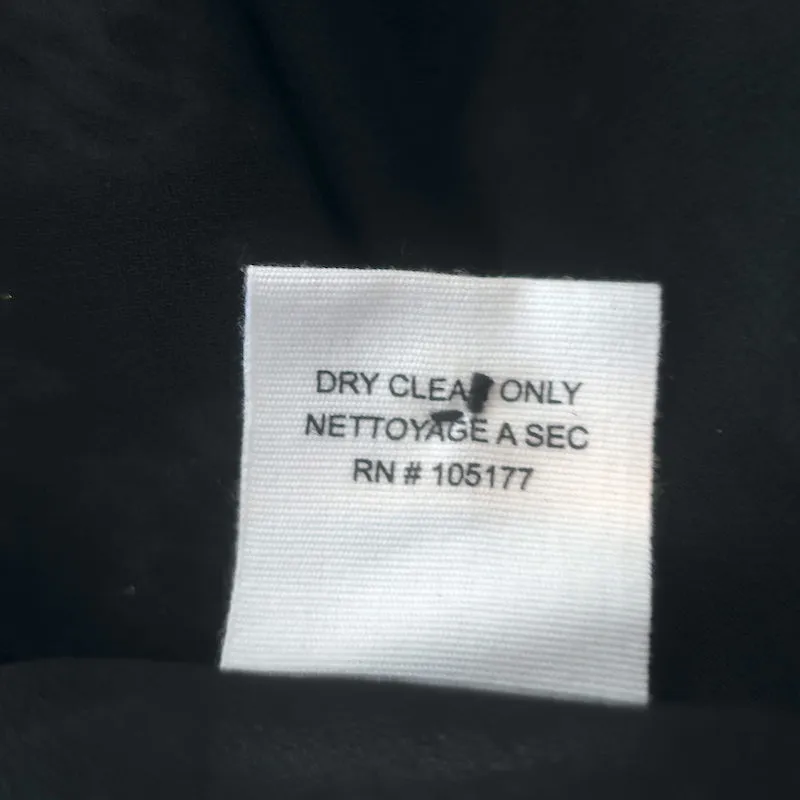 DRY CLEAN ONLY
NETTOYAGE A SEC
RN # 105177